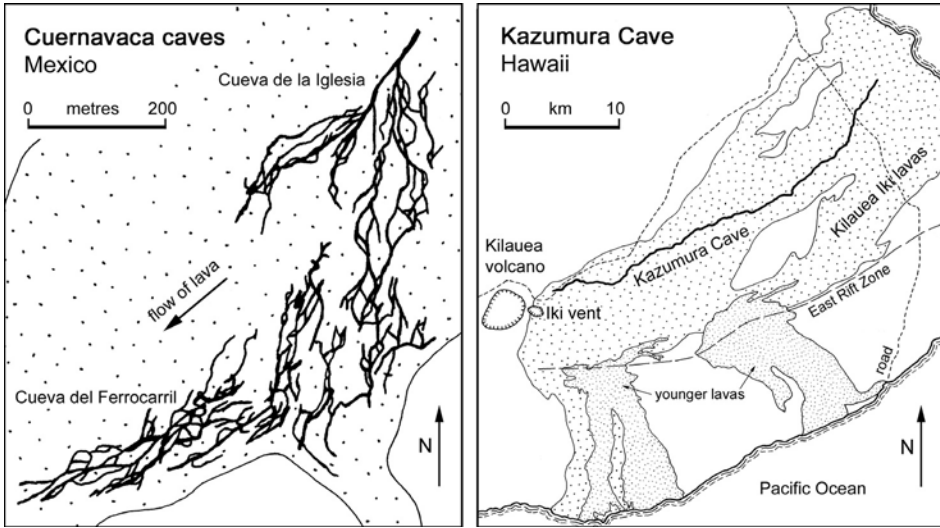 Cuernavaca caves
Mexico
Cueva de la Iglesia
0 metres 200
flow of lava
Cueva del Ferrocarril
N
Kazumura Cave
Hawaii
0 km 10
Kilauea Iki lavas
Kazumura Cave
Kilauea
volcano
Iki vent
East Rift Zone
younger lavas
road
N
Pacific Ocean